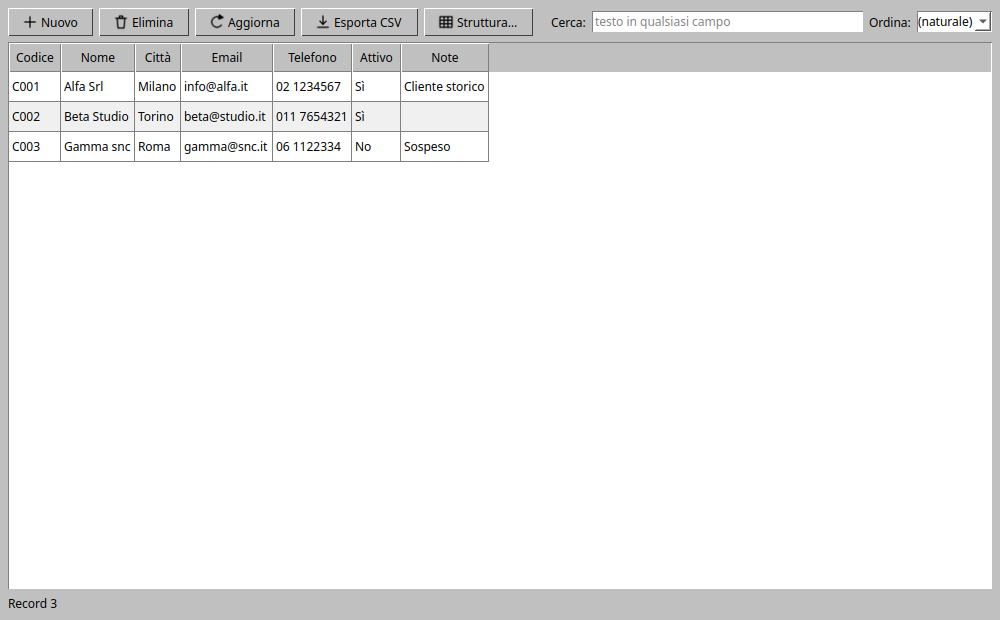 Nuovo Elimina Aggiorna Esporta CSV Struttura... Cerca: testo in qualsiasi campo Ordina: (naturale)
Codice Nome Città Email Telefono Attivo Note
C001 Alfa Srl Milano info@alfa.it 02 1234567 Sì Cliente storico
C002 Beta Studio Torino beta@studio.it 011 7654321 Sì
C003 Gamma snc Roma gamma@snc.it 06 1122334 No Sospeso
Record 3